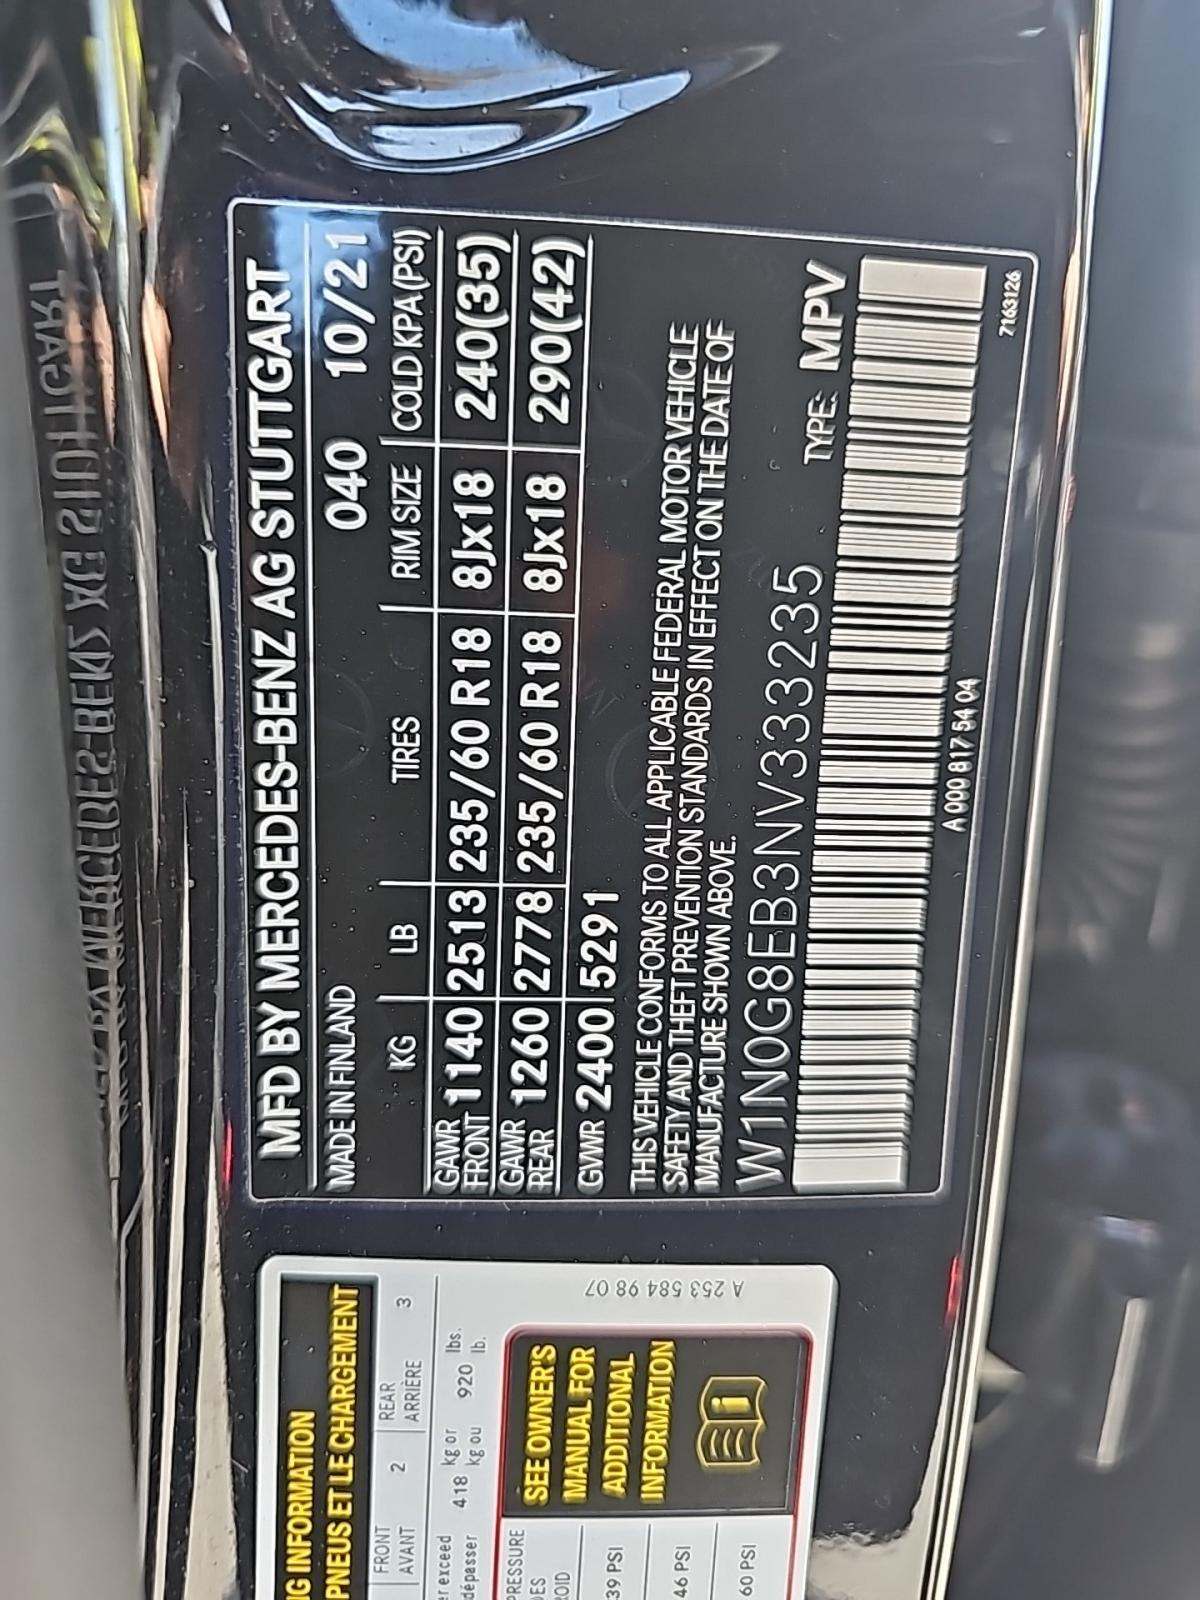 MFD BY MERCEDES-BENZ AG STUTTGART
MADE IN FINLAND 040 10/21
KG LB TIRES RIM SIZE COLD KPA (PSI)
GAWR FRONT 1140 2513 235/60 R18 8Jx18 240(35)
GAWR REAR 1260 2778 235/60 R18 8Jx18 290(42)
GVWR 2400 5291
THIS VEHICLE CONFORMS TO ALL APPLICABLE FEDERAL MOTOR VEHICLE
SAFETY AND THEFT PREVENTION STANDARDS IN EFFECT ON THE DATE OF
MANUFACTURE SHOWN ABOVE.
W1N0G8EB3NV333235 TYPE: MPV
A 000 817 54 04
7163126
INFORMATION
PNEUS ET LE CHARGEMENT
FRONT 2 REAR 3
AVANT ARRIÈRE
exceed 418 kg or 920 lbs.
dépasser kg ou lb.
PRESSURE
39 PSI
46 PSI
60 PSI
SEE OWNER'S
MANUAL FOR
ADDITIONAL
INFORMATION
A 253 584 98 07